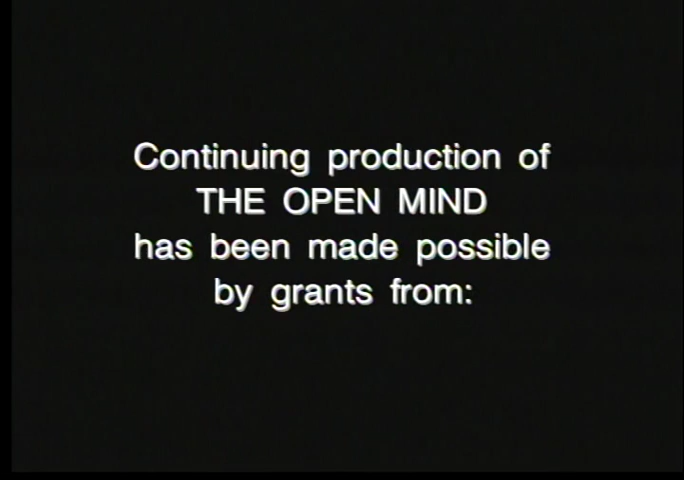 Continuing production of
THE OPEN MIND
has been made possible
by grants from: